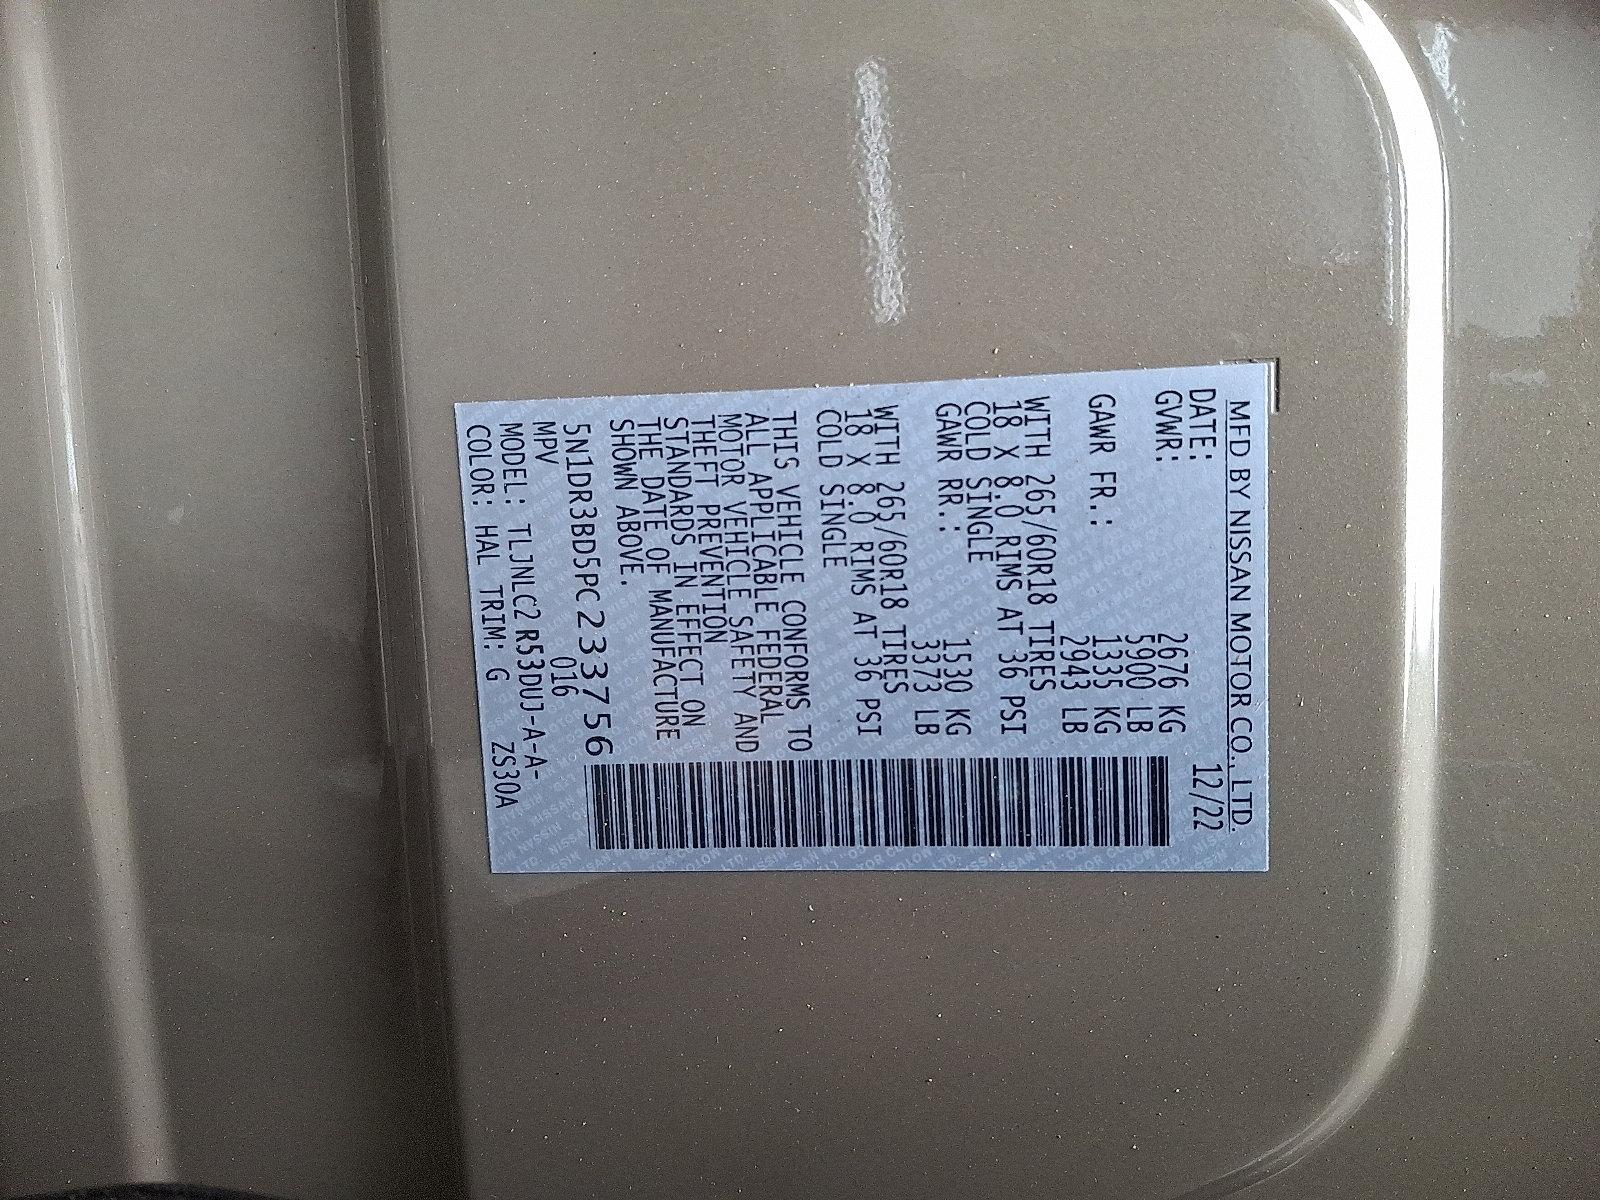 MFD BY NISSAN MOTOR CO., LTD.
DATE: 12/22
GVWR: 2676 KG
5900 LB
GAWR FR.: 1335 KG
2943 LB
WITH 265/60R18 TIRES
18 X 8.0 RIMS AT 36 PSI
COLD SINGLE
GAWR RR.: 1530 KG
3373 LB
WITH 265/60R18 TIRES
18 X 8.0 RIMS AT 36 PSI
COLD SINGLE
THIS VEHICLE CONFORMS TO
ALL APPLICABLE FEDERAL
MOTOR VEHICLE SAFETY AND
THEFT PREVENTION
STANDARDS IN EFFECT ON
THE DATE OF MANUFACTURE
SHOWN ABOVE.
5N1DR3BD5PC233756
MPV 016
MODEL: TLJNLC2 R53DUJ-A-A-
COLOR: HAL TRIM: G ZS30A